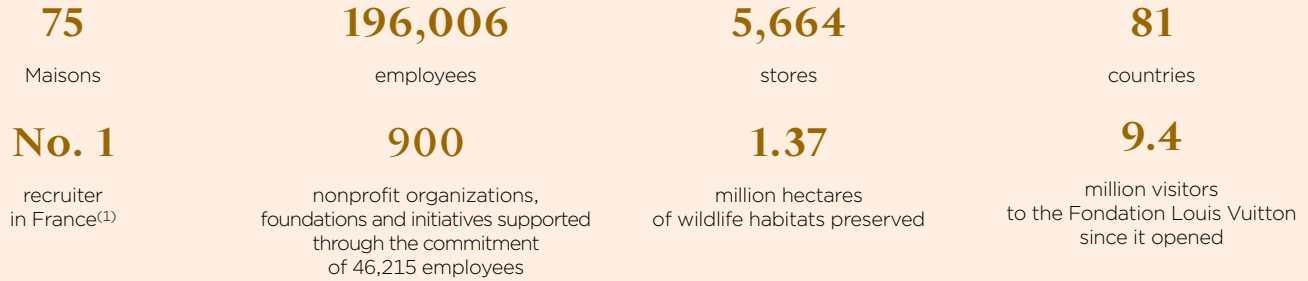 75
Maisons
196,006
employees
5,664
stores
81
countries
No. 1
recruiter
in France(1)
900
nonprofit organizations,
foundations and initiatives supported
through the commitment
of 46,215 employees
1.37
million hectares
of wildlife habitats preserved
9.4
million visitors
to the Fondation Louis Vuitton
since it opened